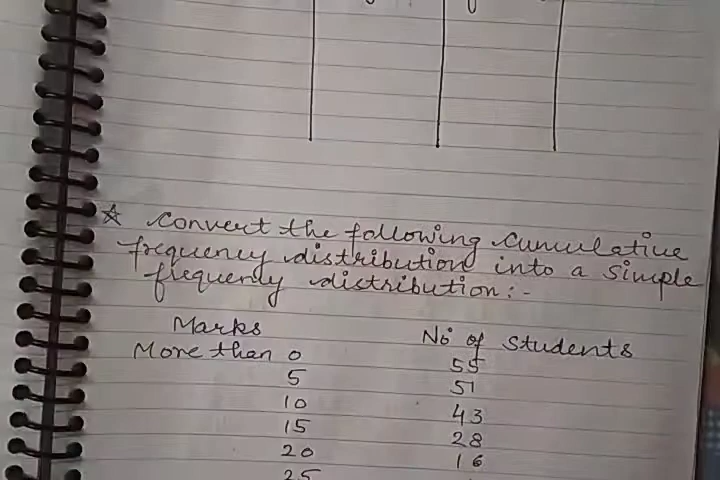 ☆ Convert the following cumulative
frequency distribution into a simple
frequency distribution :-
Marks No of Students
More than 0 55
5 51
10 43
15 28
20 16
25